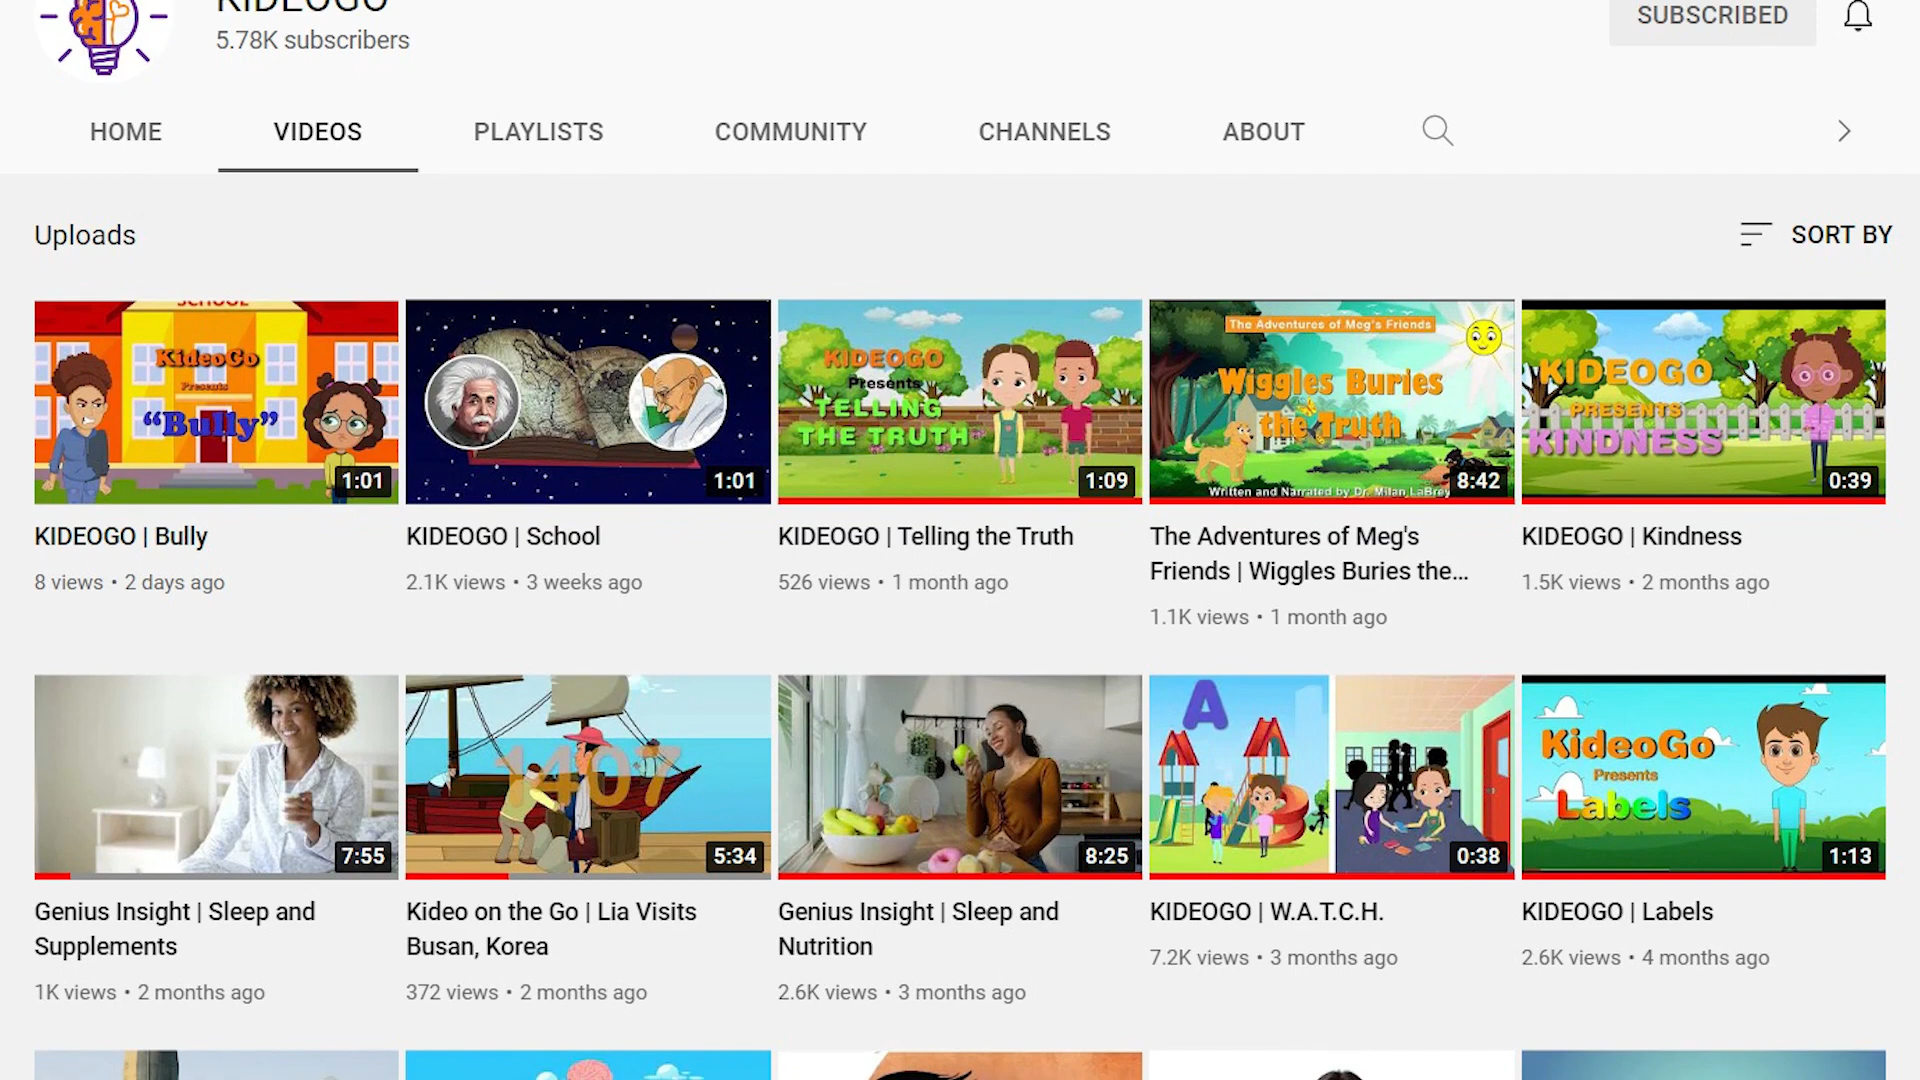 KIDEOGO
5.78K subscribers
SUBSCRIBED
HOME
VIDEOS
PLAYLISTS
COMMUNITY
CHANNELS
ABOUT
Uploads
SORT BY
SCHOOL
KideoGo
Presents
“Bully”
1:01
1:01
KIDEOGO
Presents
TELLING
THE TRUTH
1:09
The Adventures of Meg's Friends
Wiggles Buries
the Truth
Written and Narrated by Dr. Milan LaBrey
8:42
KIDEOGO
PRESENTS
KINDNESS
0:39
KIDEOGO | Bully
8 views • 2 days ago
KIDEOGO | School
2.1K views • 3 weeks ago
KIDEOGO | Telling the Truth
526 views • 1 month ago
The Adventures of Meg's
Friends | Wiggles Buries the...
1.1K views • 1 month ago
KIDEOGO | Kindness
1.5K views • 2 months ago
7:55
1407
5:34
8:25
A
0:38
KideoGo
Presents
Labels
1:13
Genius Insight | Sleep and
Supplements
1K views • 2 months ago
Kideo on the Go | Lia Visits
Busan, Korea
372 views • 2 months ago
Genius Insight | Sleep and
Nutrition
2.6K views • 3 months ago
KIDEOGO | W.A.T.C.H.
7.2K views • 3 months ago
KIDEOGO | Labels
2.6K views • 4 months ago